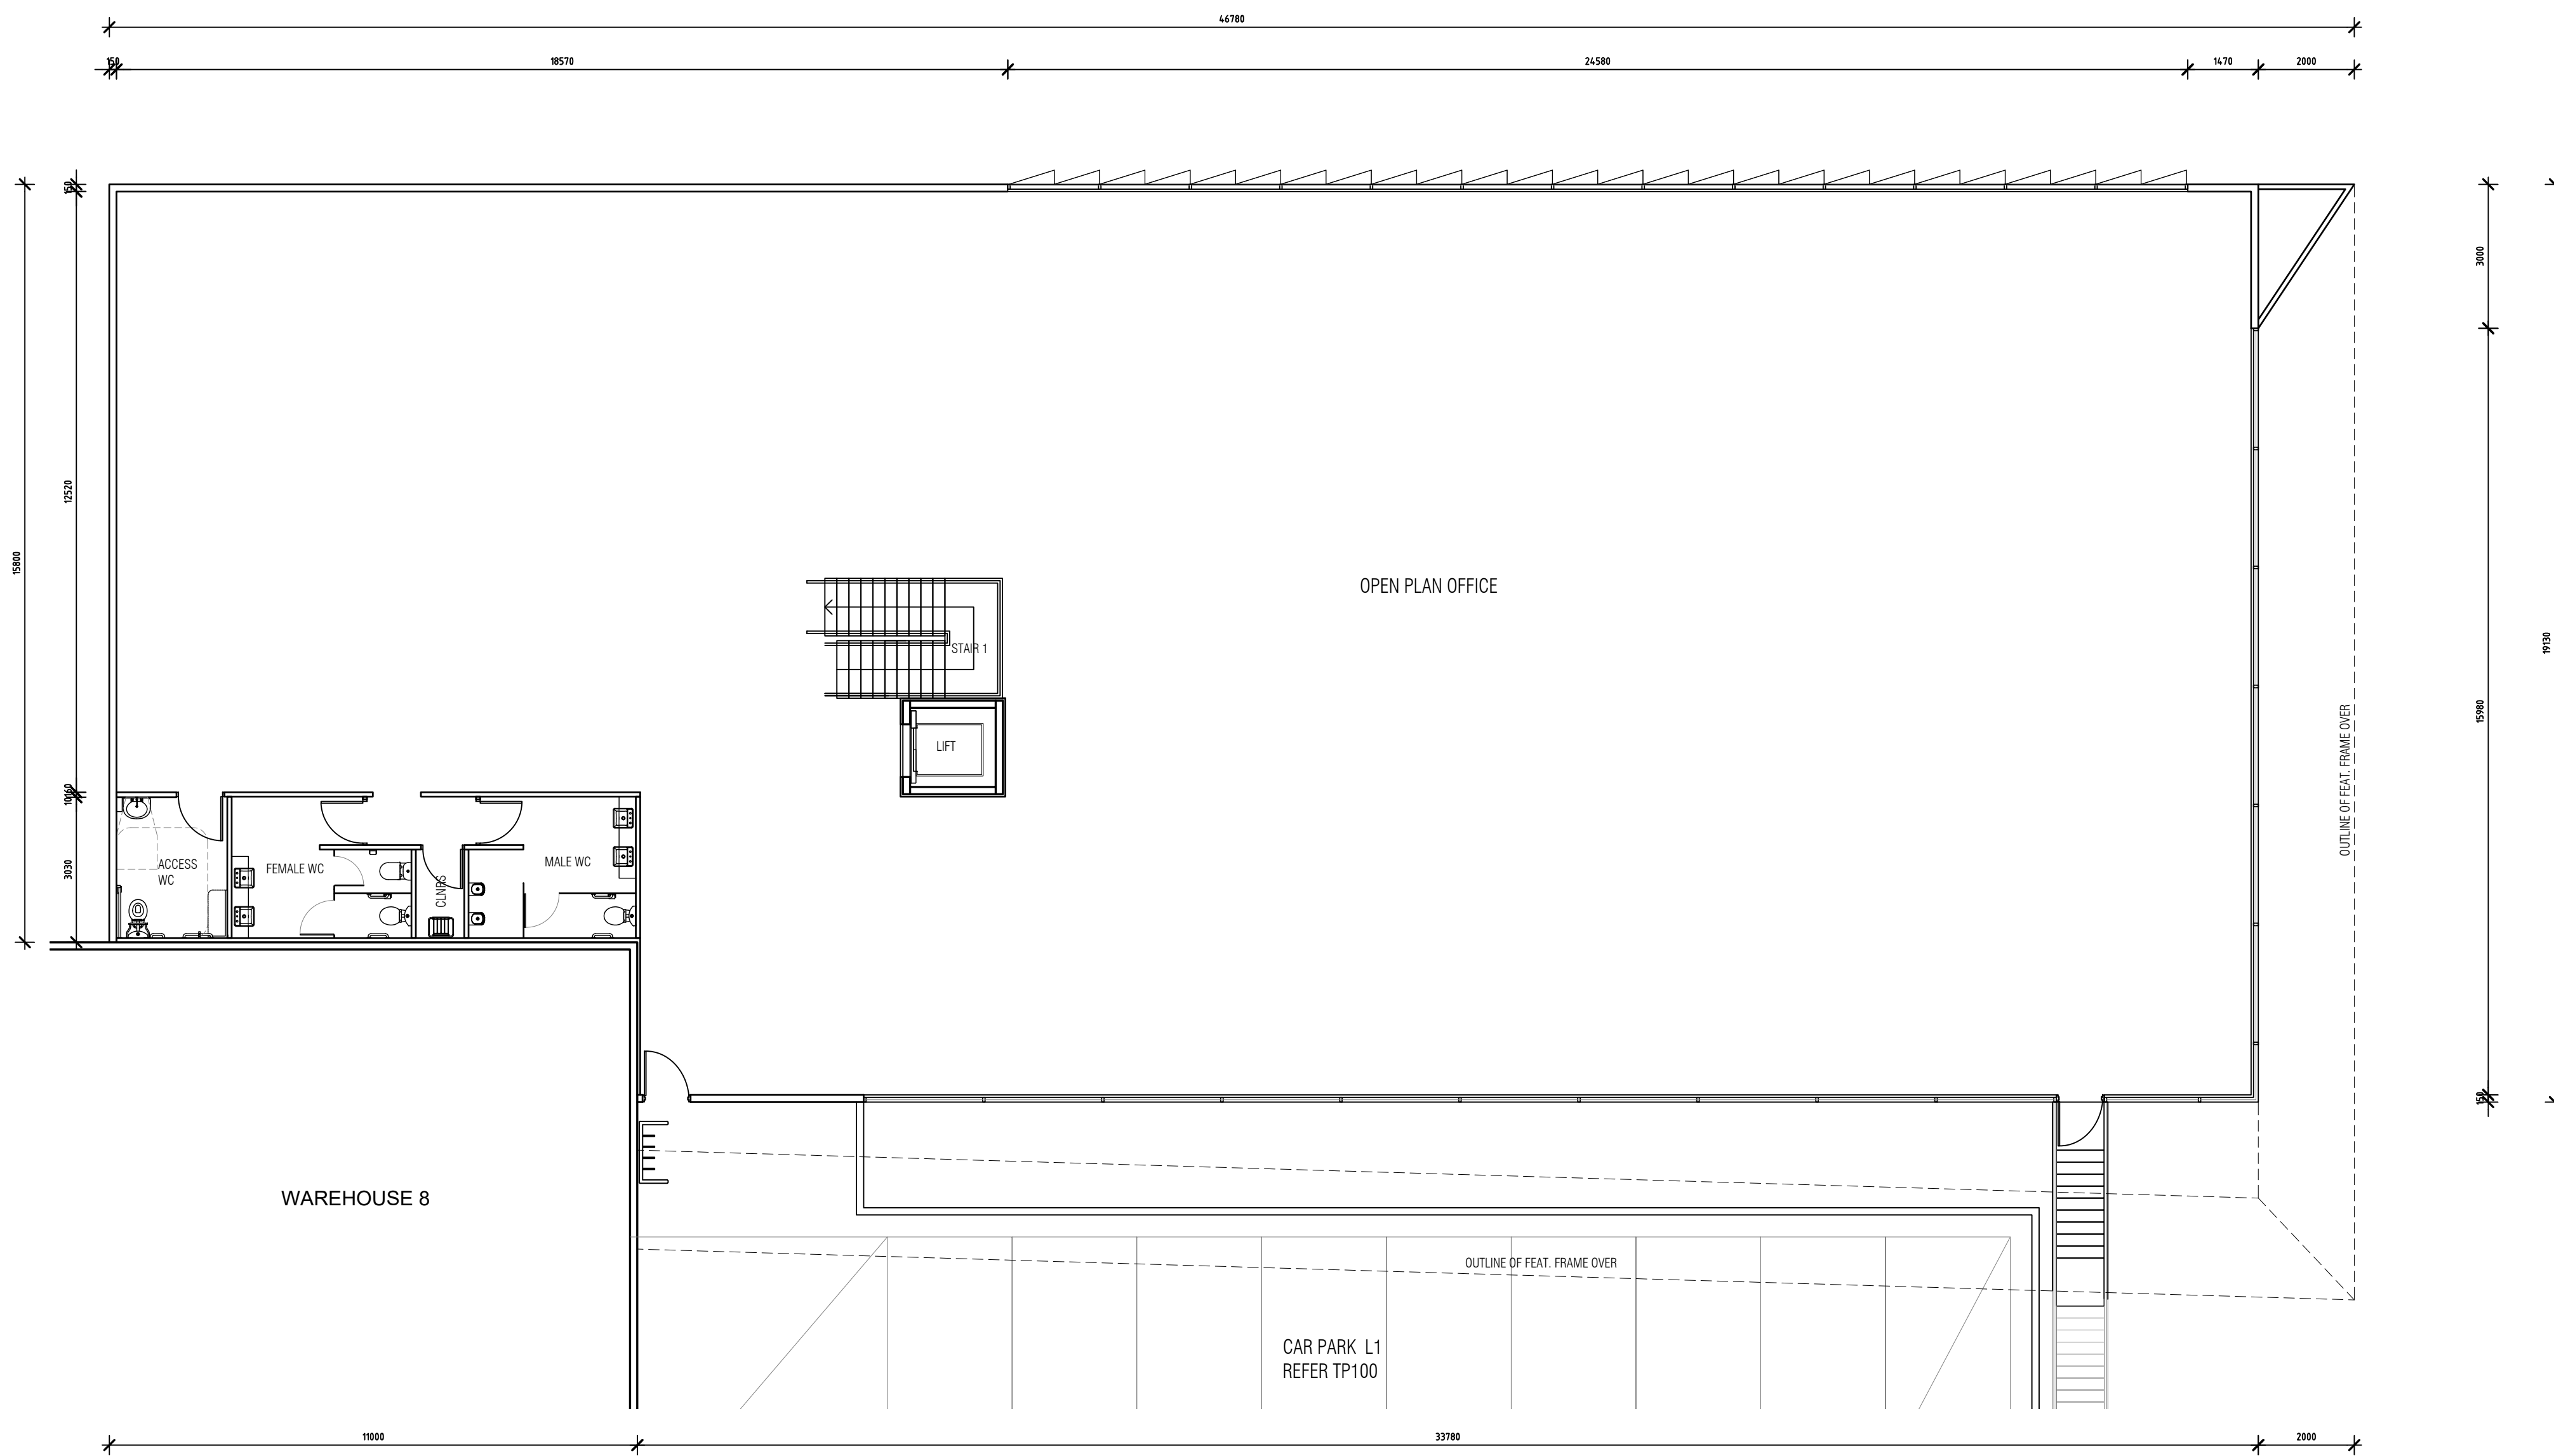 46780
150
18570
24580
1470
2000
150
3000
12520
15800
OPEN PLAN OFFICE
19130
STAIR 1
15980
OUTLINE OF FEAT. FRAME OVER
LIFT
3030
ACCESS
WC
FEMALE WC
CLNRS
MALE WC
150
WAREHOUSE 8
OUTLINE OF FEAT. FRAME OVER
CAR PARK L1
REFER TP100
11000
33780
2000